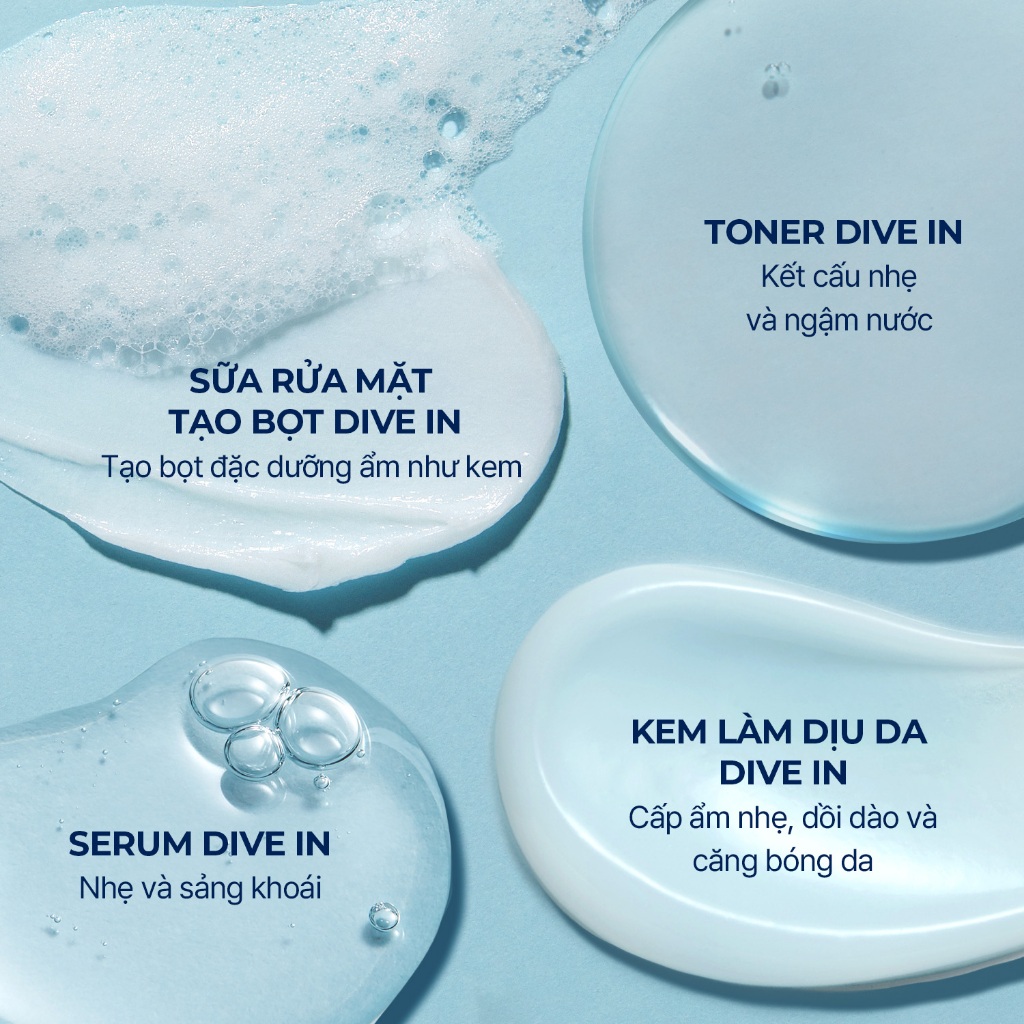 TONER DIVE IN
Kết cấu nhẹ
và ngậm nước
SỮA RỬA MẶT
TẠO BỌT DIVE IN
Tạo bọt đặc dưỡng ẩm như kem
KEM LÀM DỊU DA
DIVE IN
Cấp ẩm nhẹ, dồi dào và
căng bóng da
SERUM DIVE IN
Nhẹ và sảng khoái